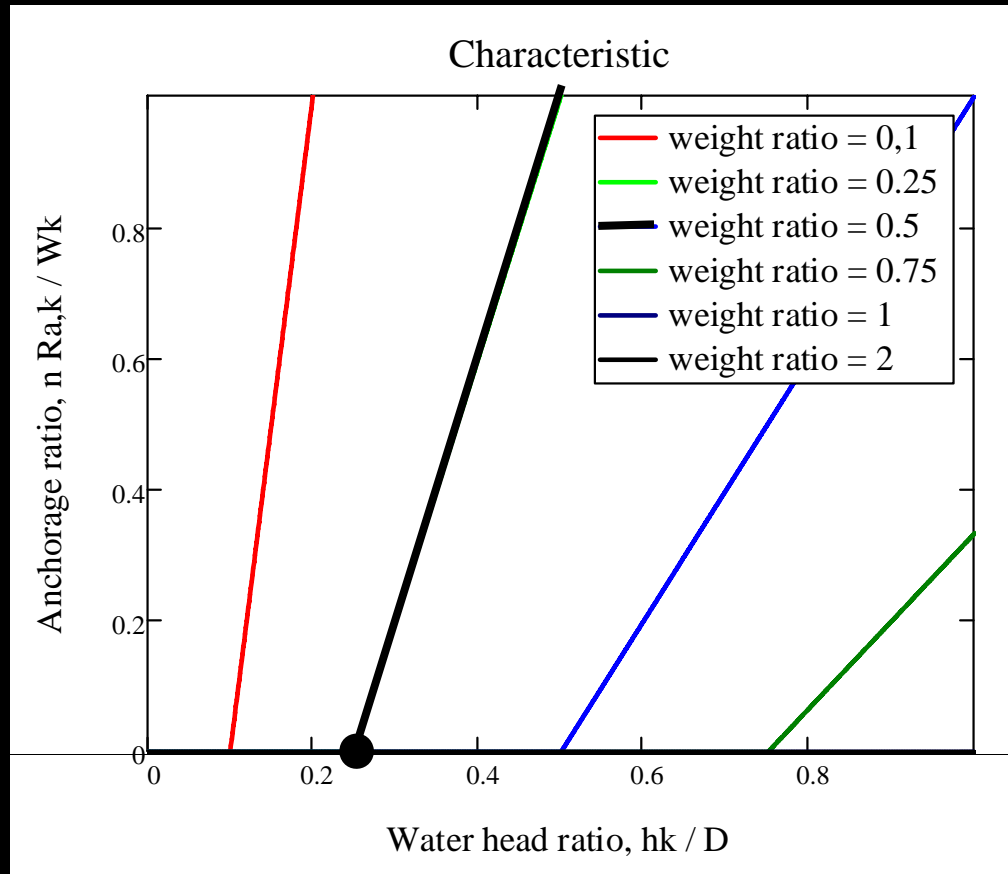 Characteristic
weight ratio = 0,1
weight ratio = 0.25
weight ratio = 0.5
weight ratio = 0.75
weight ratio = 1
weight ratio = 2
Anchorage ratio, n Ra,k / Wk
0.8
0.6
0.4
0.2
0
0 0.2 0.4 0.6 0.8
Water head ratio, hk / D